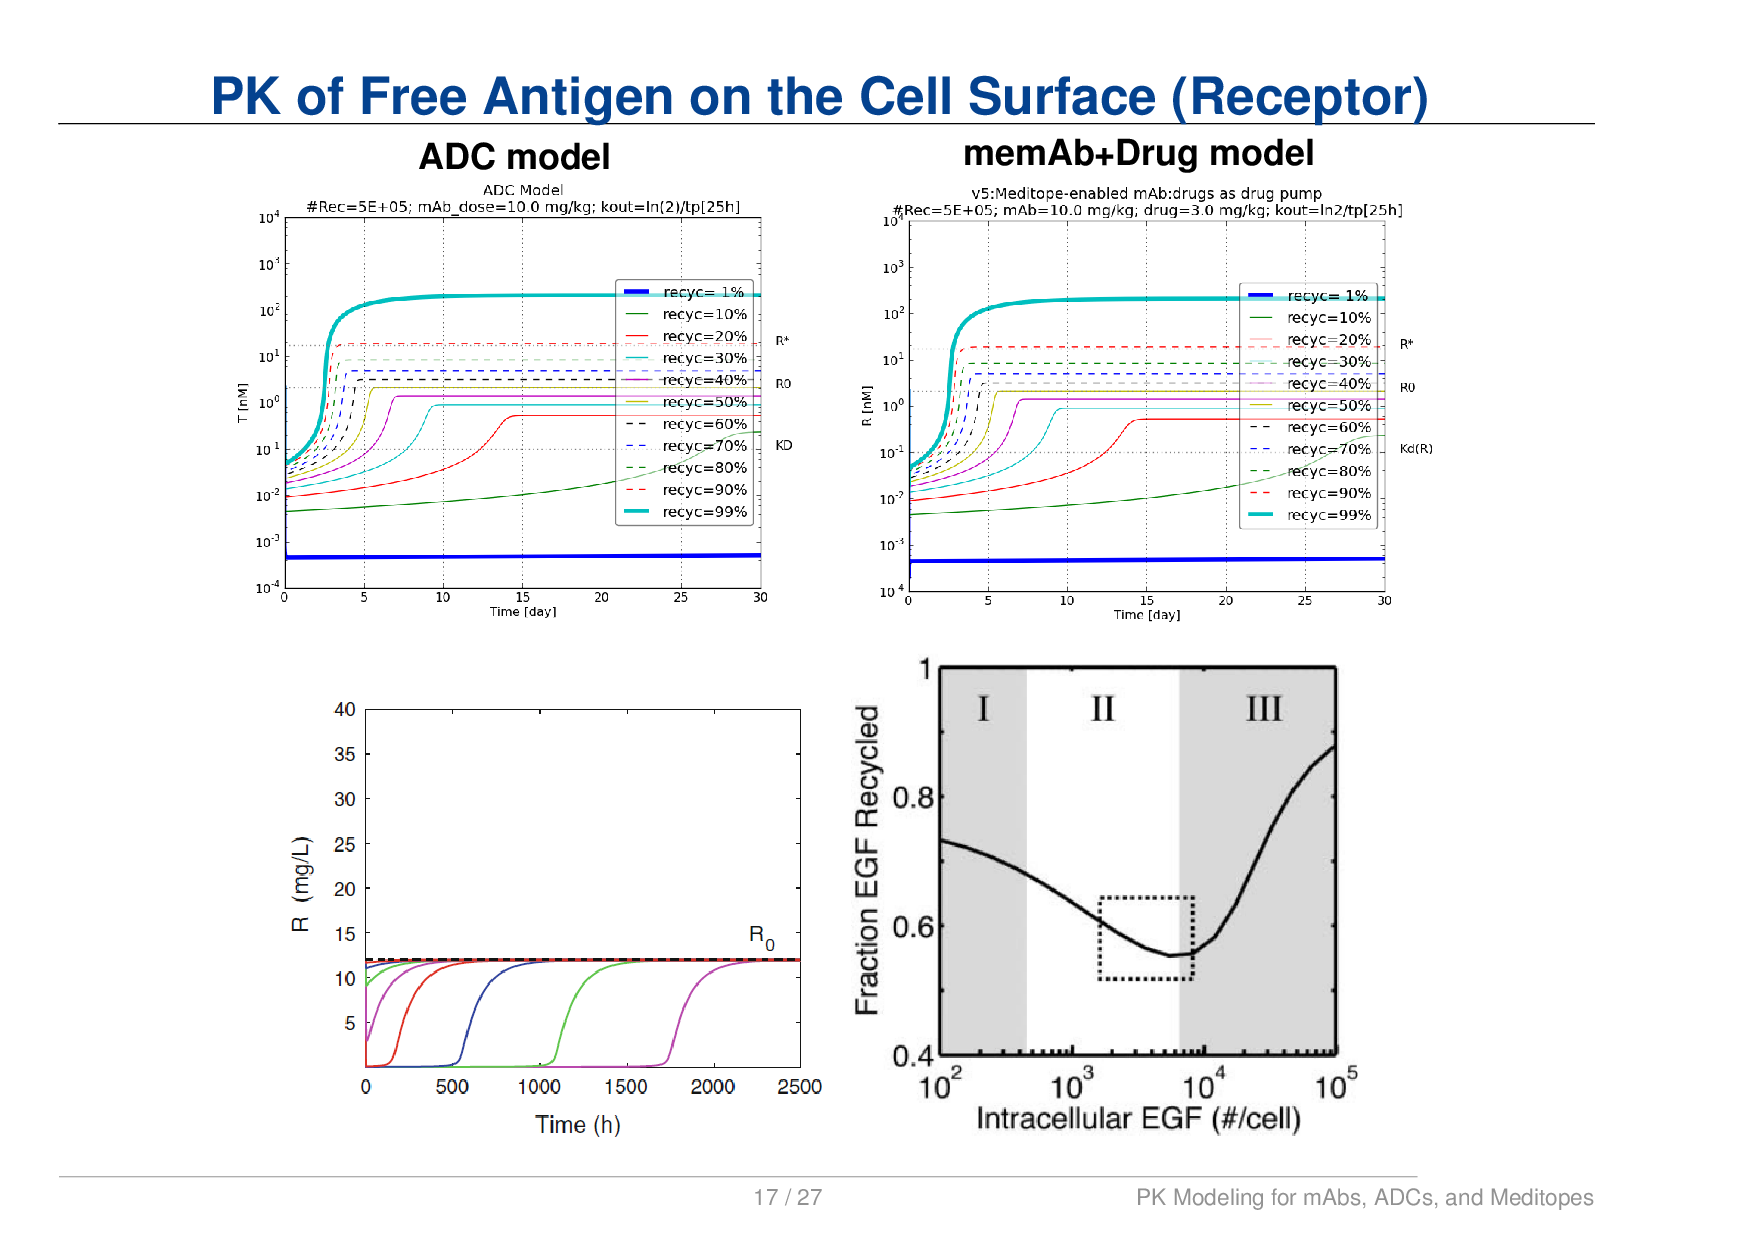 PK of Free Antigen on the Cell Surface (Receptor)
ADC model
memAb+Drug model
ADC Model
#Rec=5E+05; mAb_dose=10.0 mg/kg; kout=ln(2)/tp[25h]
10^4
10^3
10^2
10^1
10^0
10^-1
10^-2
10^-3
10^-4
T [nM]
recyc= 1%
recyc=10%
recyc=20%
recyc=30%
recyc=40%
recyc=50%
recyc=60%
recyc=70%
recyc=80%
recyc=90%
recyc=99%
R*
R0
KD
0 5 10 15 20 25 30
Time [day]
v5:Meditope-enabled mAb:drugs as drug pump
#Rec=5E+05; mAb=10.0 mg/kg; drug=3.0 mg/kg; kout=ln2/tp[25h]
10^4
10^3
10^2
10^1
10^0
10^-1
10^-2
10^-3
10^-4
R [nM]
recyc= 1%
recyc=10%
recyc=20%
recyc=30%
recyc=40%
recyc=50%
recyc=60%
recyc=70%
recyc=80%
recyc=90%
recyc=99%
R*
R0
Kd(R)
0 5 10 15 20 25 30
Time [day]
40
35
30
25
20
15
10
5
R (mg/L)
R0
0 500 1000 1500 2000 2500
Time (h)
1
0.8
0.6
0.4
Fraction EGF Recycled
I II III
10^2 10^3 10^4 10^5
Intracellular EGF (#/cell)
17 / 27
PK Modeling for mAbs, ADCs, and Meditopes